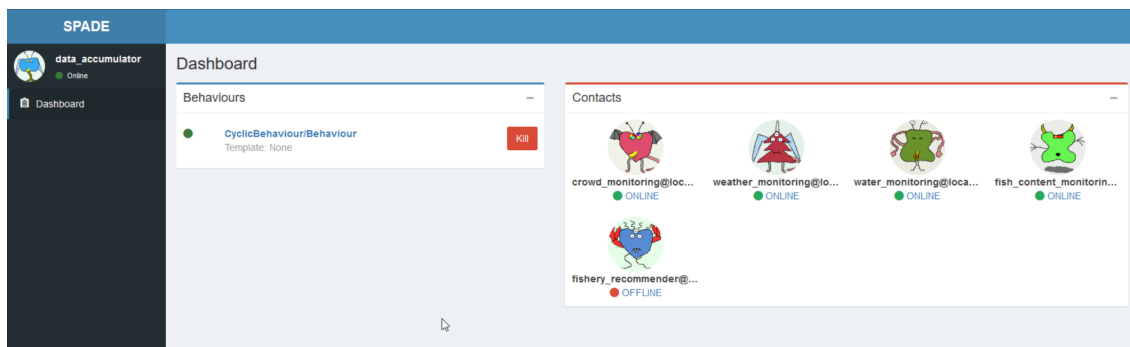 SPADE
data_accumulator
Online
Dashboard
Dashboard
Behaviours
CyclicBehaviour/Behaviour
Template: None
Kill
Contacts
crowd_monitoring@loc...
ONLINE
weather_monitoring@lo...
ONLINE
water_monitoring@loca...
ONLINE
fish_content_monitorin...
ONLINE
fishery_recommender@...
OFFLINE